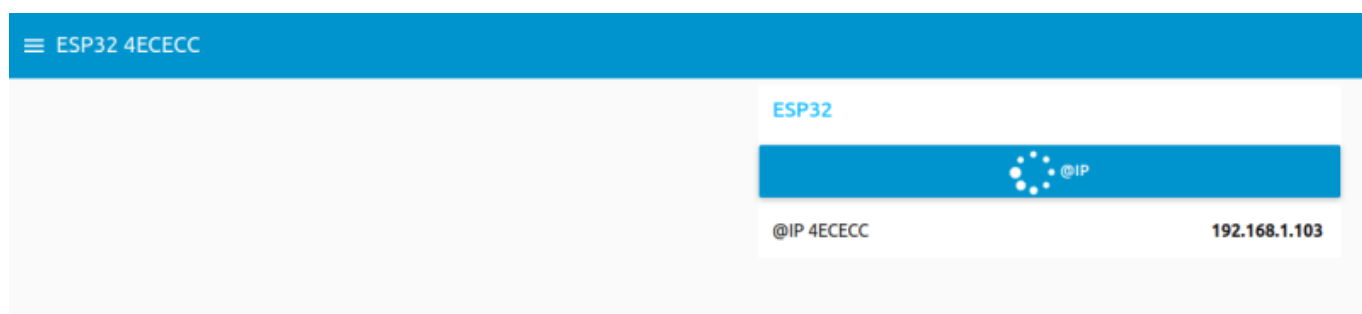 ESP32 4ECECC
ESP32
@IP
@IP 4ECECC 192.168.1.103